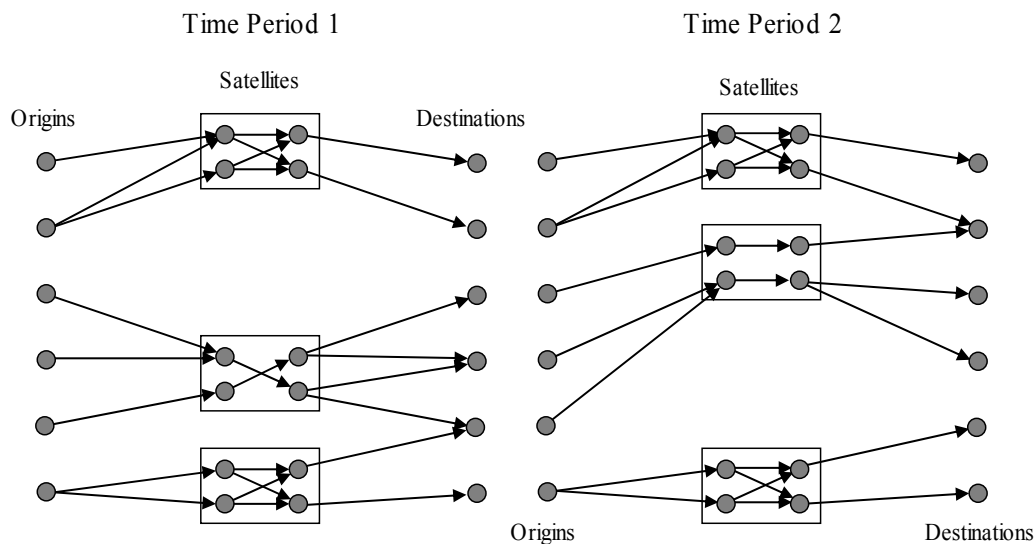 Time Period 1
Time Period 2
Satellites
Satellites
Origins
Destinations
Origins
Destinations